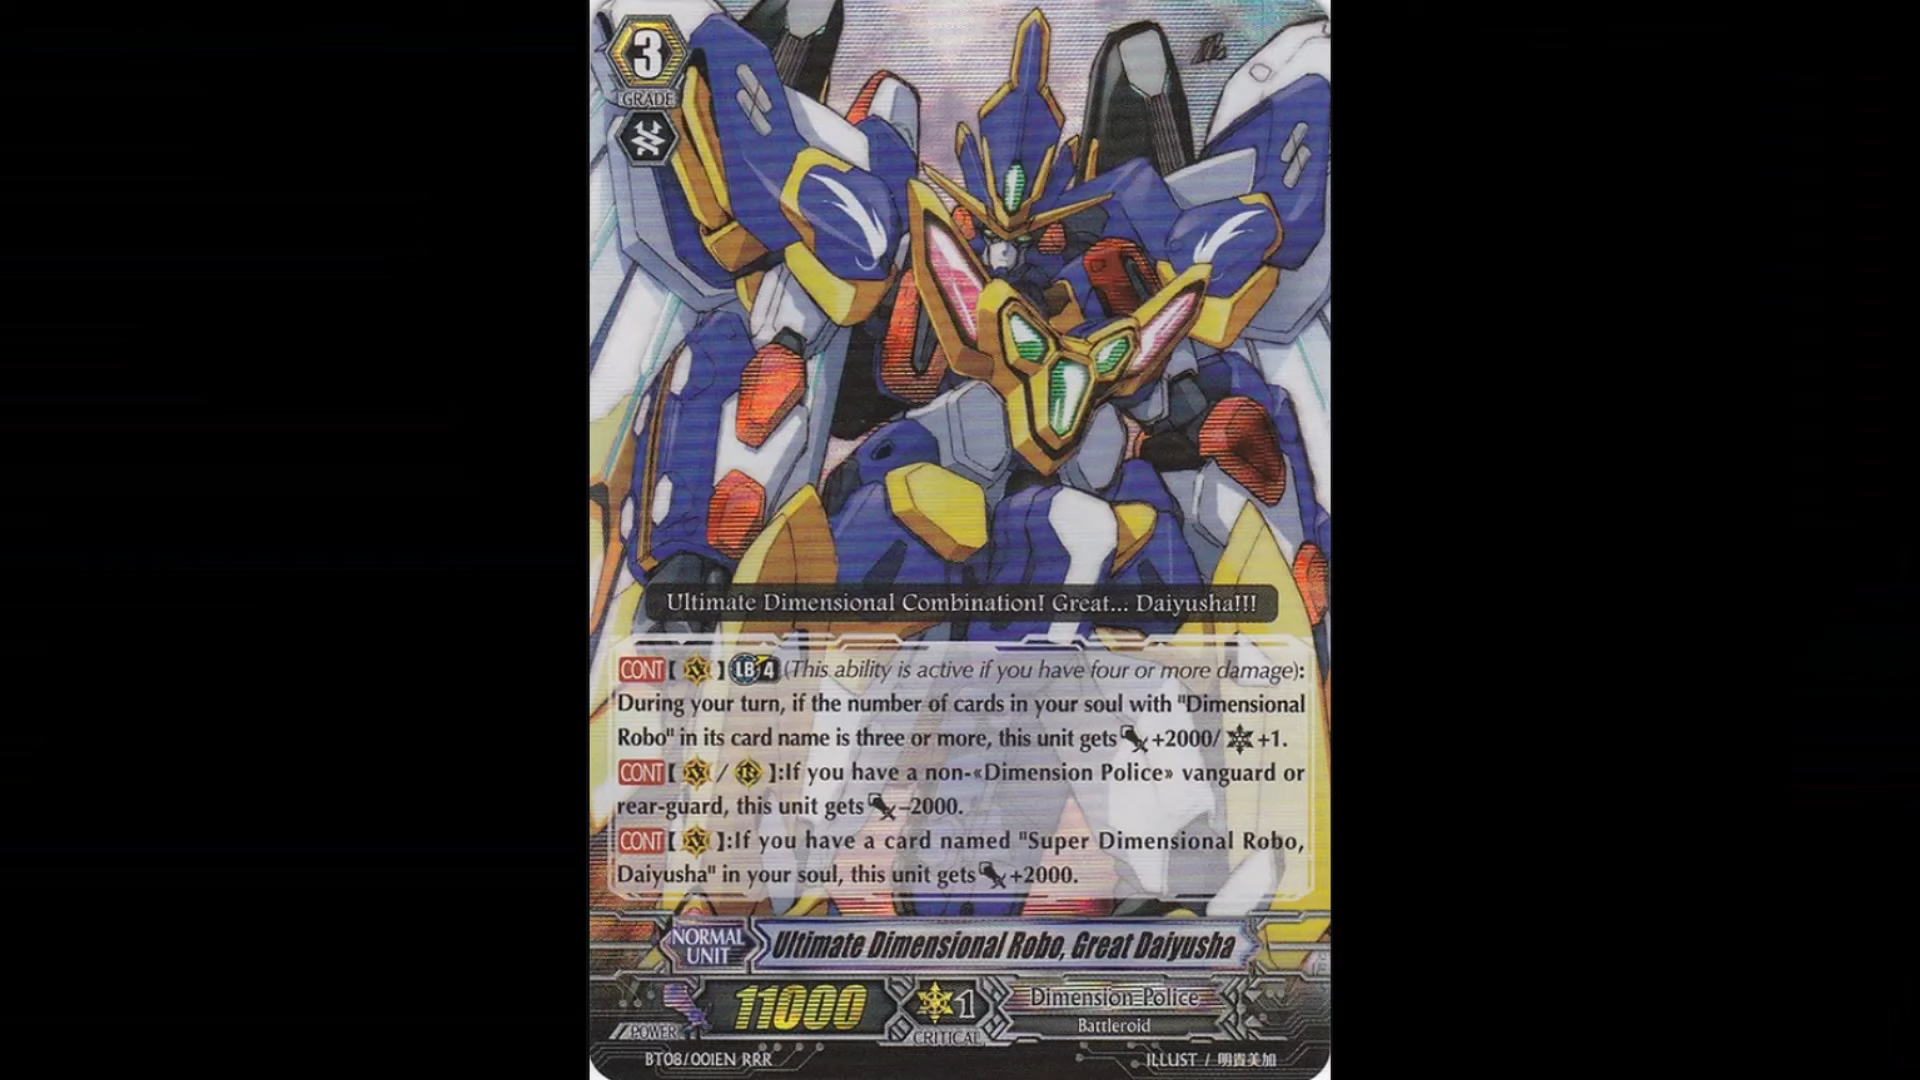 3
GRADE
Ultimate Dimensional Combination! Great... Daiyusha!!!
CONT [ V ] LB 4 (This ability is active if you have four or more damage):
During your turn, if the number of cards in your soul with "Dimensional
Robo" in its card name is three or more, this unit gets +2000/ +1.
CONT [ V / R ]:If you have a non-«Dimension Police» vanguard or
rear-guard, this unit gets -2000.
CONT [ V ]:If you have a card named "Super Dimensional Robo,
Daiyusha" in your soul, this unit gets +2000.
NORMAL
UNIT
Ultimate Dimensional Robo, Great Daiyusha
POWER
11000
1
CRITICAL
Dimension Police
Battleroid
BT08/001EN RRR
ILLUST / 明貴美加